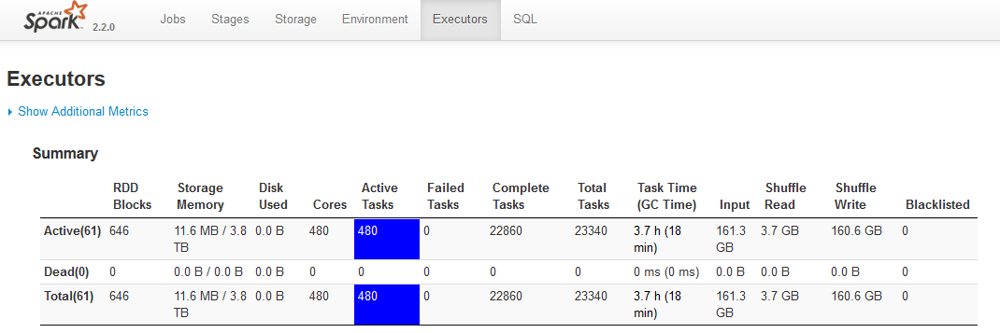 APACHE
Spark 2.2.0 Jobs Stages Storage Environment Executors SQL
Executors
Show Additional Metrics
Summary
RDD Blocks Storage Memory Disk Used Cores Active Tasks Failed Tasks Complete Tasks Total Tasks Task Time (GC Time) Input Shuffle Read Shuffle Write Blacklisted
Active(61) 646 11.6 MB / 3.8 TB 0.0 B 480 480 0 22860 23340 3.7 h (18 min) 161.3 GB 3.7 GB 160.6 GB 0
Dead(0) 0 0.0 B / 0.0 B 0.0 B 0 0 0 0 0 0 ms (0 ms) 0.0 B 0.0 B 0.0 B 0
Total(61) 646 11.6 MB / 3.8 TB 0.0 B 480 480 0 22860 23340 3.7 h (18 min) 161.3 GB 3.7 GB 160.6 GB 0